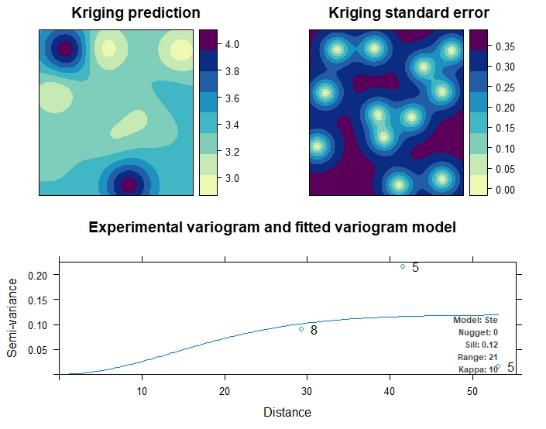 Kriging prediction
Kriging standard error
4.0
3.8
3.6
3.4
3.2
3.0
0.35
0.30
0.25
0.20
0.15
0.10
0.05
0.00
Experimental variogram and fitted variogram model
Semi-variance
0.20
0.15
0.10
0.05
5
8
5
Model: Ste
Nugget: 0
Sill: 0.12
Range: 21
Kappa: 10
10
20
30
40
50
Distance